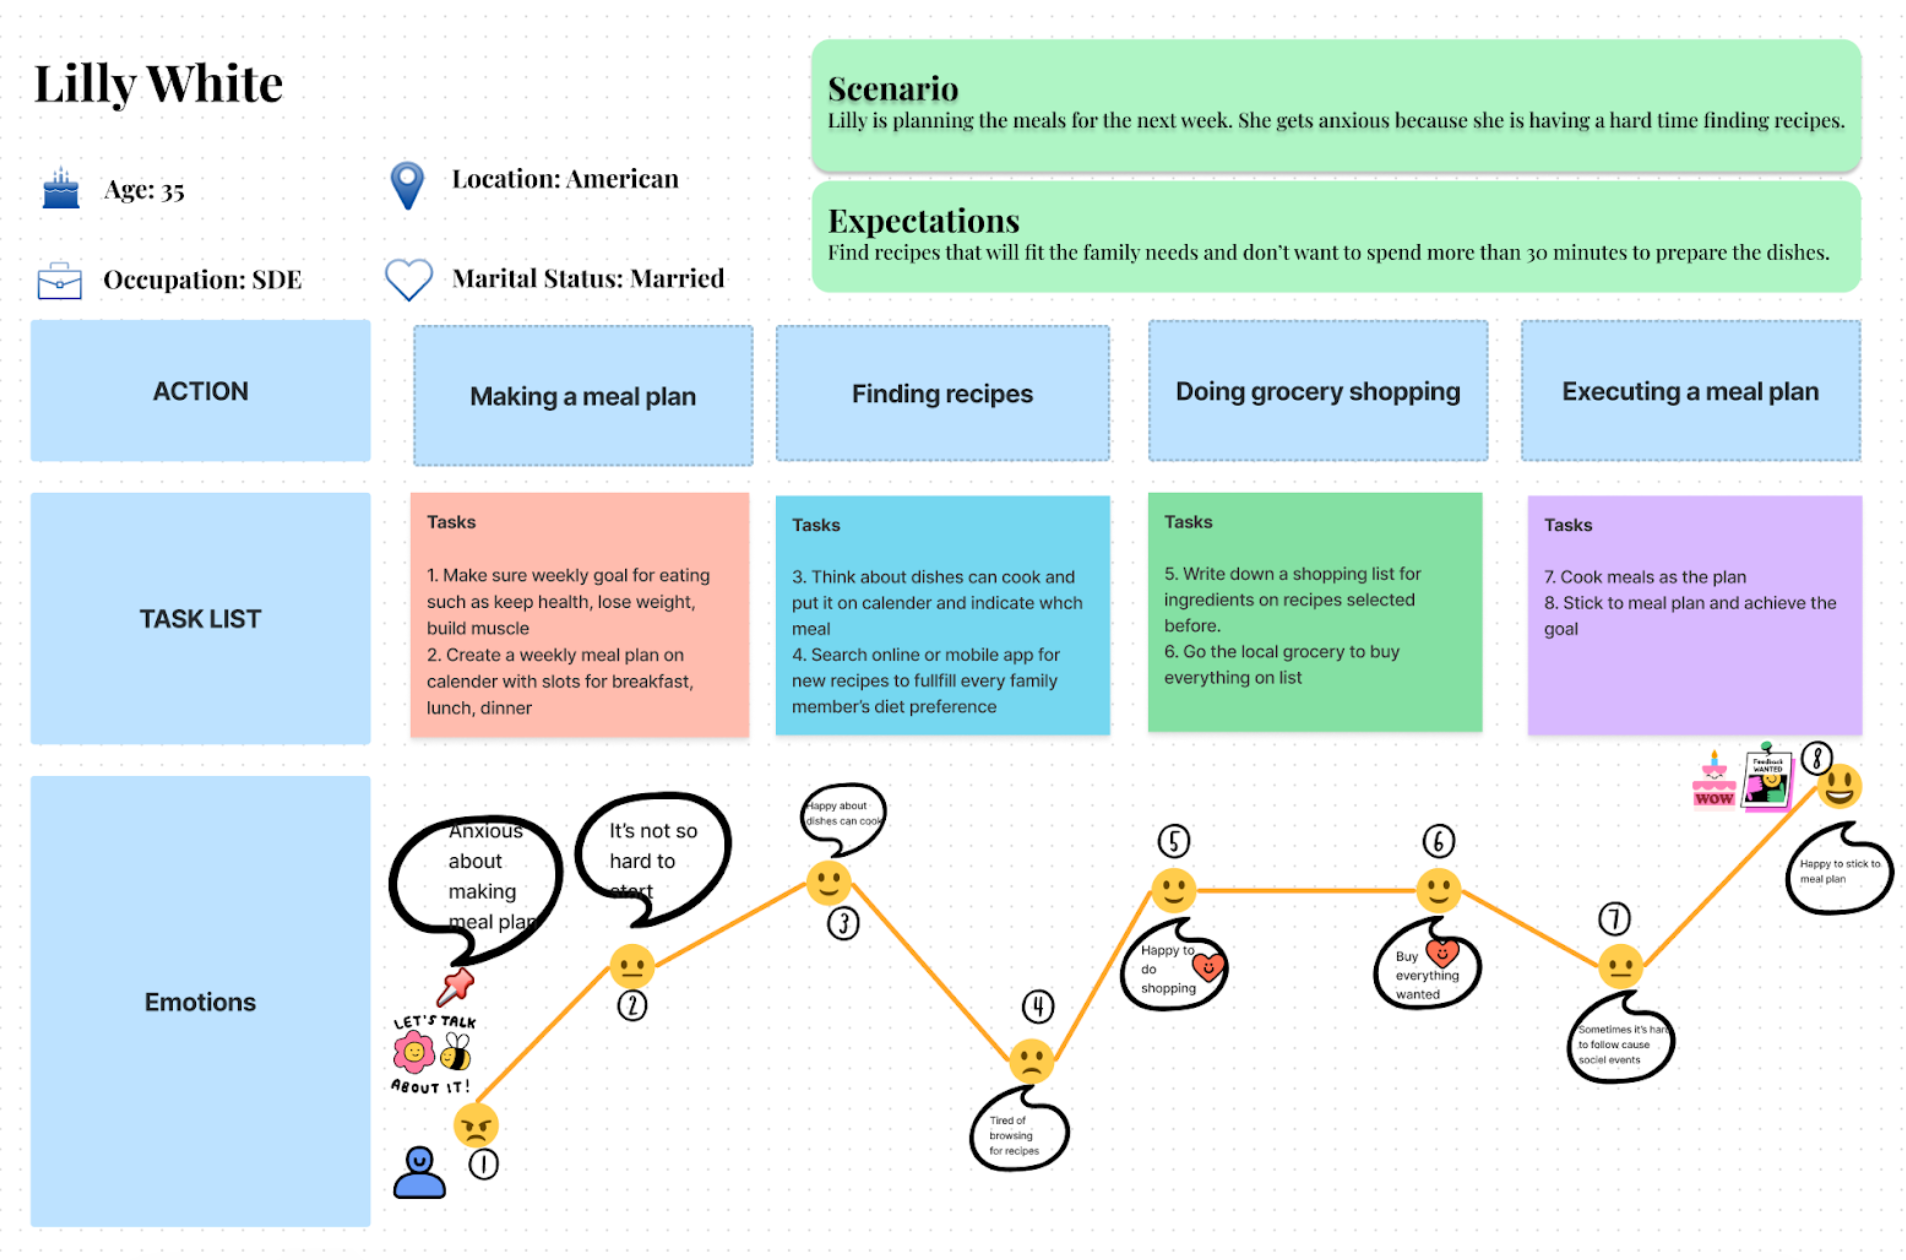 Lilly White
Age: 35
Location: American
Occupation: SDE
Marital Status: Married
Scenario
Lilly is planning the meals for the next week. She gets anxious because she is having a hard time finding recipes.
Expectations
Find recipes that will fit the family needs and don't want to spend more than 30 minutes to prepare the dishes.
ACTION
Making a meal plan
Finding recipes
Doing grocery shopping
Executing a meal plan
TASK LIST
Tasks
1. Make sure weekly goal for eating
such as keep health, lose weight,
build muscle
2. Create a weekly meal plan on
calender with slots for breakfast,
lunch, dinner
Tasks
3. Think about dishes can cook and
put it on calender and indicate whch
meal
4. Search online or mobile app for
new recipes to fullfill every family
member's diet preference
Tasks
5. Write down a shopping list for
ingredients on recipes selected
before.
6. Go the local grocery to buy
everything on list
Tasks
7. Cook meals as the plan
8. Stick to meal plan and achieve the
goal
Emotions
Anxious
about
making
meal plan
LET'S TALK
ABOUT IT!
1
It's not so
hard to
start
2
Happy about
dishes can cook
3
4
Tired of
browsing
for recipes
5
Happy to
do
shopping
6
Buy
everything
wanted
7
Sometimes it's hard
to follow cause
sociel events
WOW
Feedback
WANTED
8
Happy to stick to
meal plan